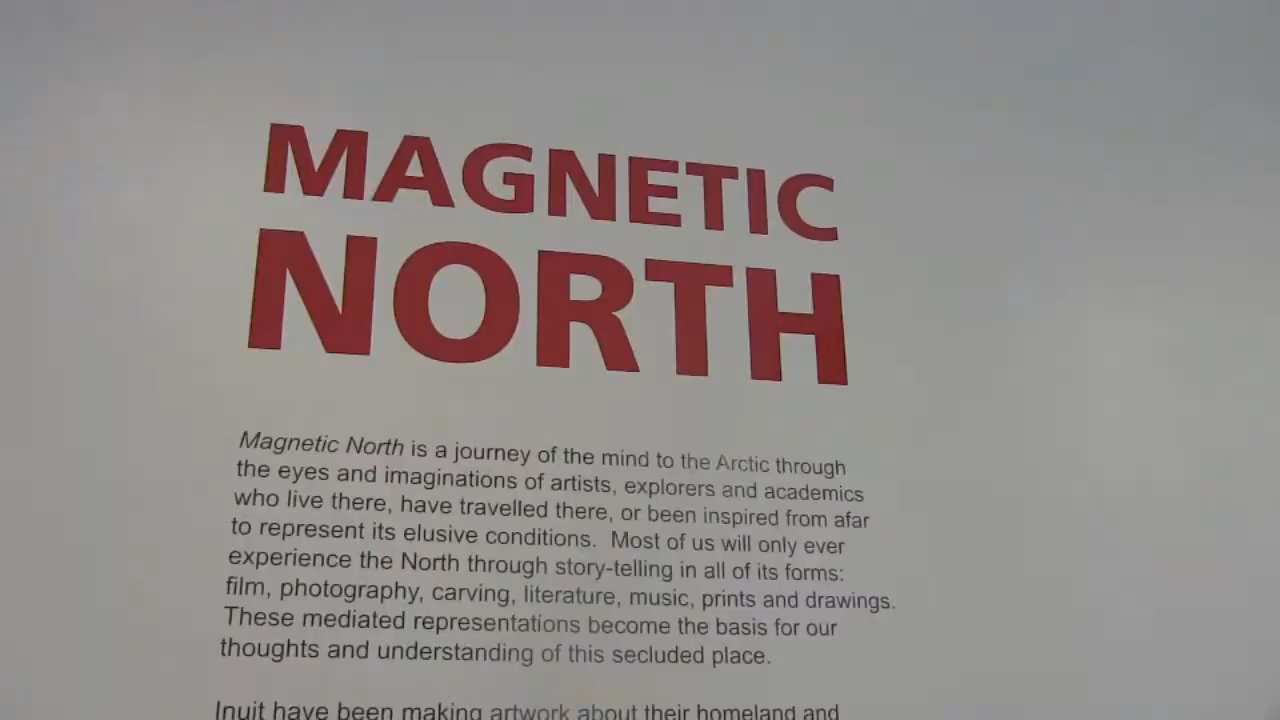 MAGNETIC
NORTH
Magnetic North is a journey of the mind to the Arctic through
the eyes and imaginations of artists, explorers and academics
who live there, have travelled there, or been inspired from afar
to represent its elusive conditions.  Most of us will only ever
experience the North through story-telling in all of its forms:
film, photography, carving, literature, music, prints and drawings.
These mediated representations become the basis for our
thoughts and understanding of this secluded place.
Inuit have been making artwork about their homeland and